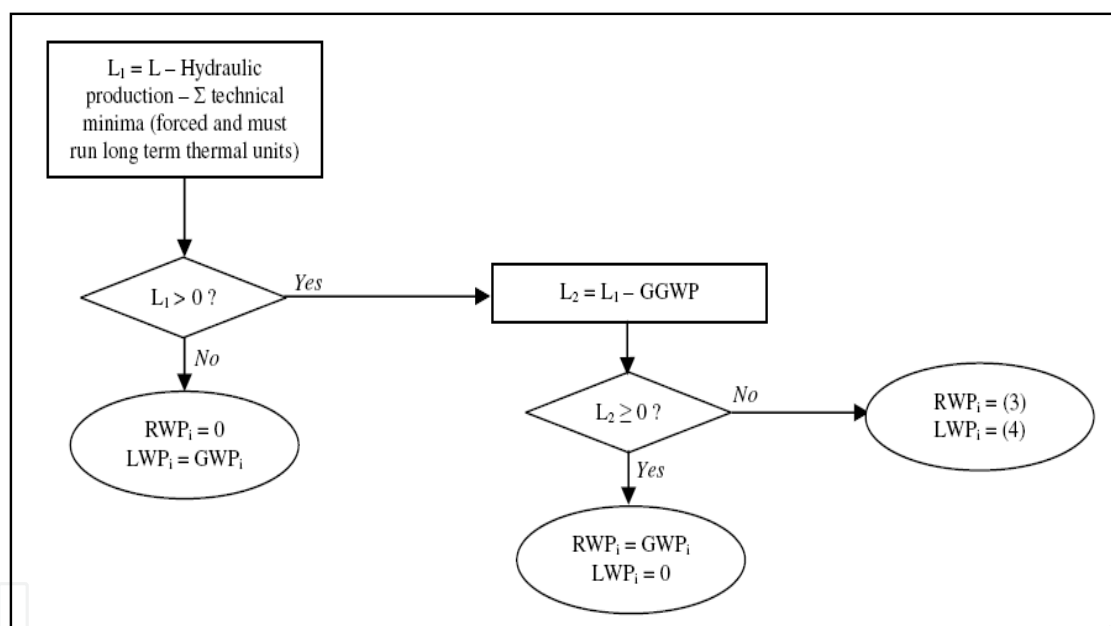 L₁ = L – Hydraulic
production – Σ technical
minima (forced and must
run long term thermal units)
L₁ > 0 ?
Yes
No
RWPᵢ = 0
LWPᵢ = GWPᵢ
L₂ = L₁ – GGWP
L₂ ≥ 0 ?
No
Yes
RWPᵢ = (3)
LWPᵢ = (4)
RWPᵢ = GWPᵢ
LWPᵢ = 0